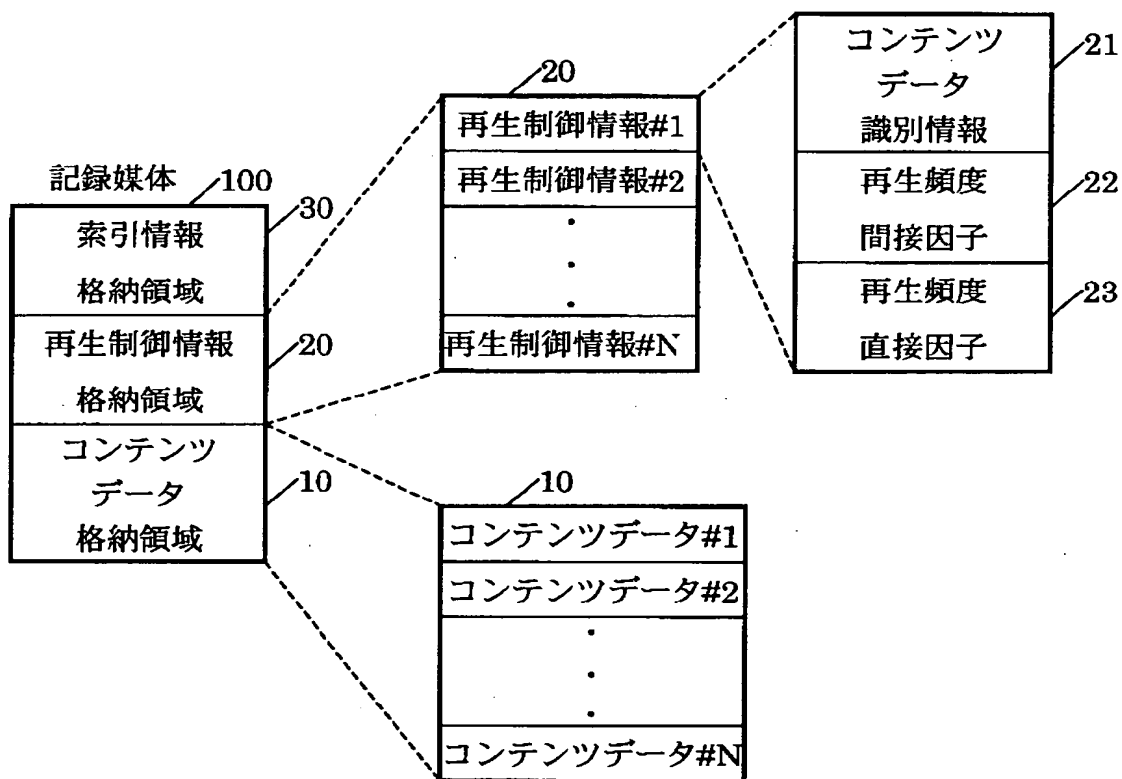 記録媒体
100
索引情報
格納領域
30
再生制御情報
格納領域
20
コンテンツ
データ
格納領域
10
20
再生制御情報#1
再生制御情報#2
再生制御情報#N
コンテンツ
データ
識別情報
21
再生頻度
間接因子
22
再生頻度
直接因子
23
10
コンテンツデータ#1
コンテンツデータ#2
コンテンツデータ#N